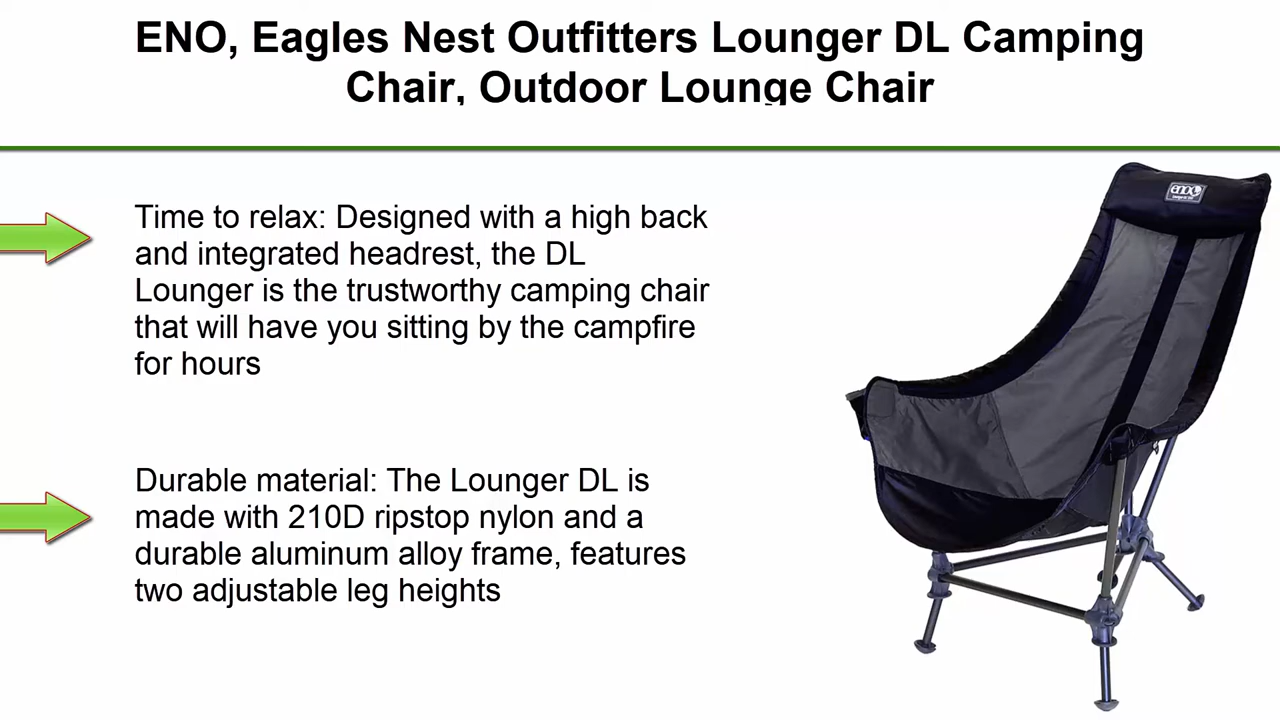 ENO, Eagles Nest Outfitters Lounger DL Camping
Chair, Outdoor Lounge Chair
Time to relax: Designed with a high back
and integrated headrest, the DL
Lounger is the trustworthy camping chair
that will have you sitting by the campfire
for hours
Durable material: The Lounger DL is
made with 210D ripstop nylon and a
durable aluminum alloy frame, features
two adjustable leg heights
ENO